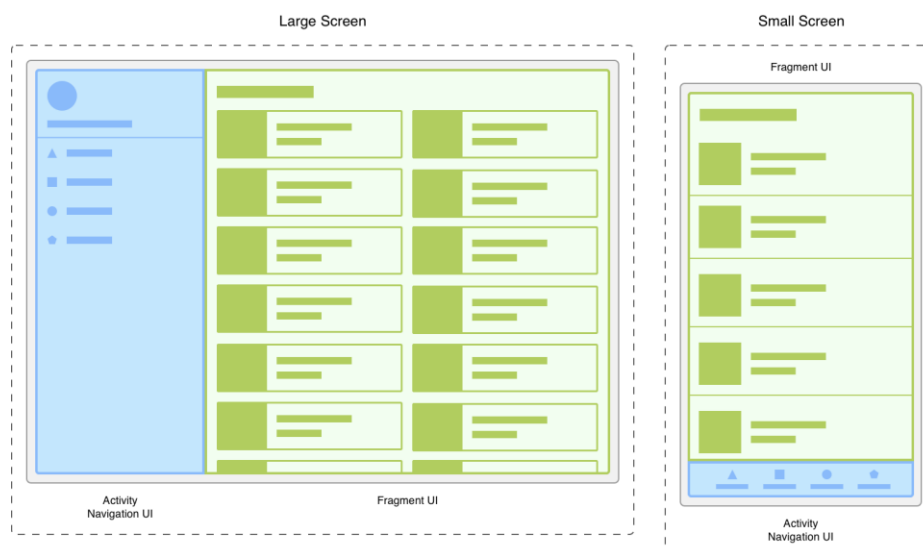 Large Screen
Small Screen
Fragment UI
Activity
Navigation UI
Fragment UI
Activity
Navigation UI